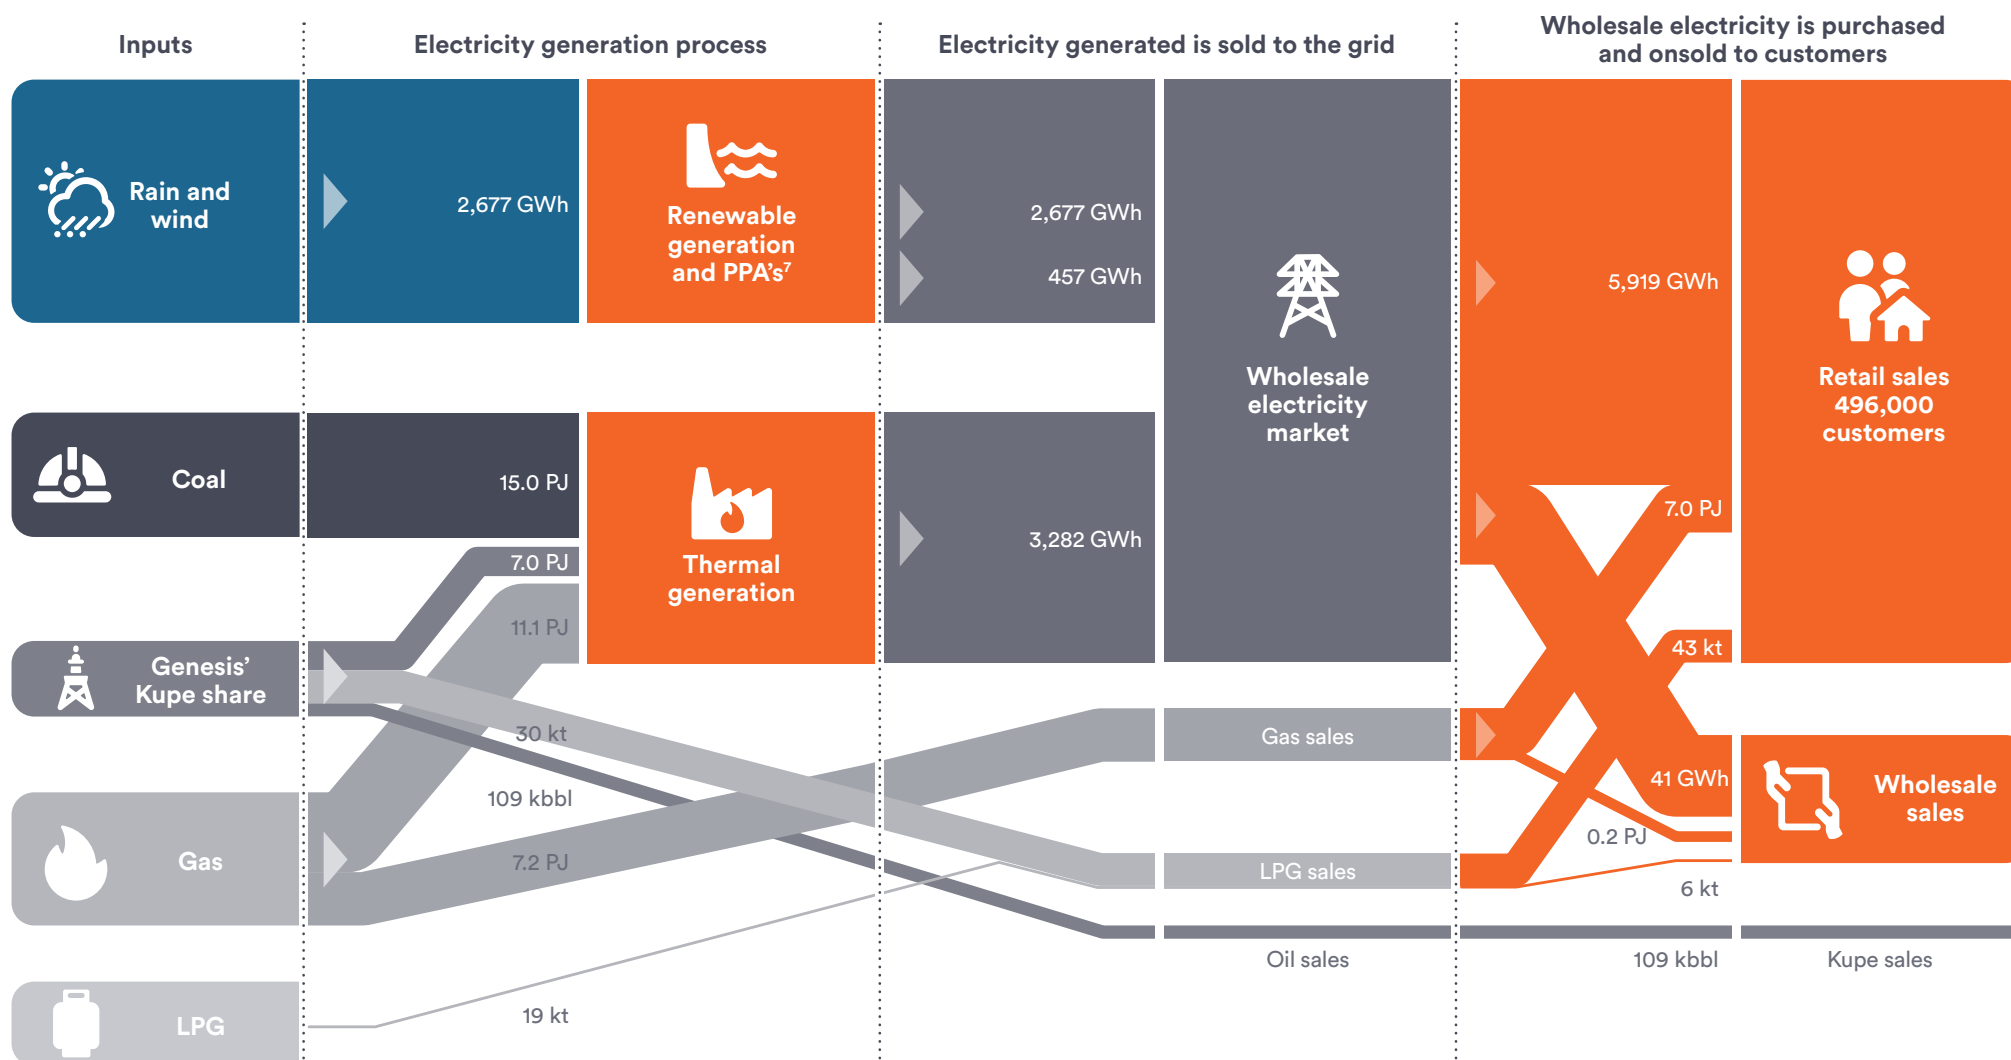 Inputs
Electricity generation process
Electricity generated is sold to the grid
Wholesale electricity is purchased
and onsold to customers
Rain and
wind
2,677 GWh
Renewable
generation
and PPA's⁷
2,677 GWh
457 GWh
Wholesale
electricity
market
5,919 GWh
Retail sales
496,000
customers
Coal
15.0 PJ
7.0 PJ
11.1 PJ
Thermal
generation
3,282 GWh
7.0 PJ
43 kt
Genesis'
Kupe share
30 kt
109 kbbl
Gas sales
41 GWh
0.2 PJ
Wholesale
sales
Gas
7.2 PJ
LPG sales
6 kt
Oil sales
109 kbbl
Kupe sales
LPG
19 kt